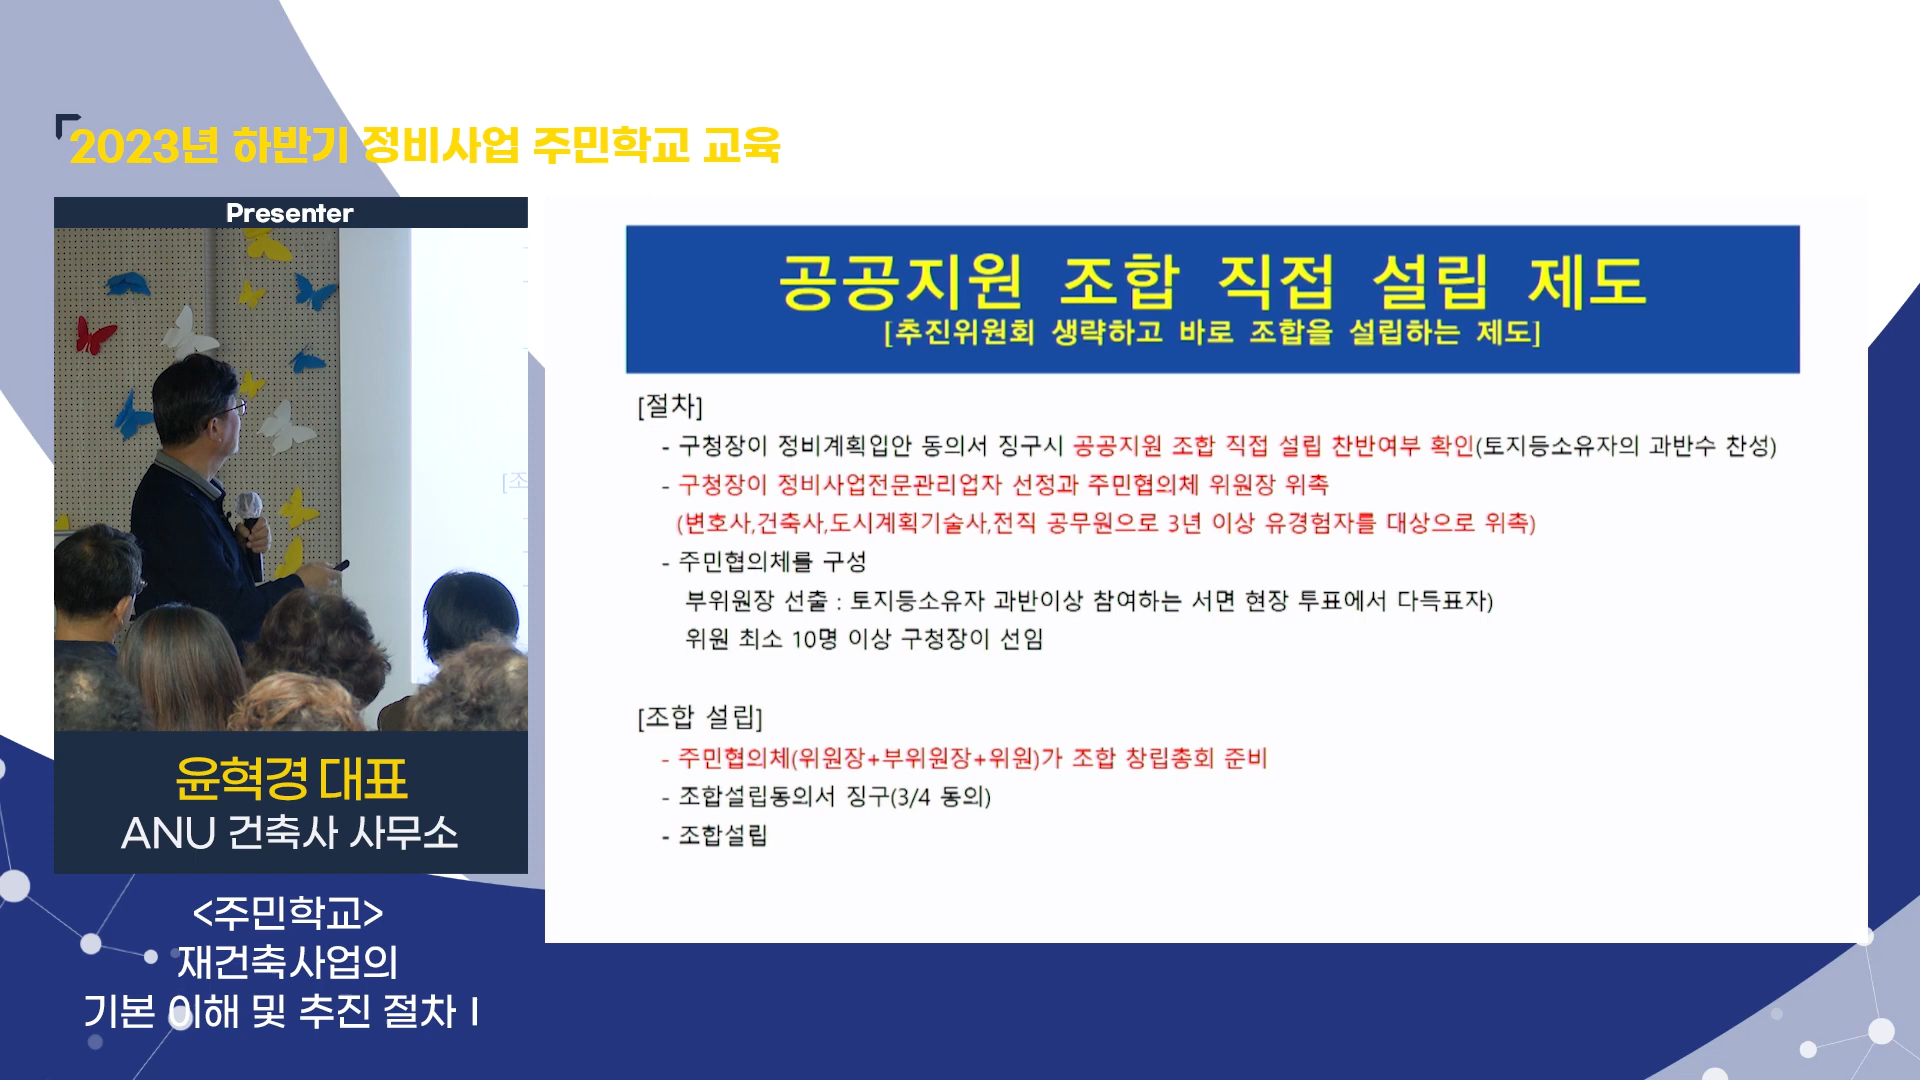 2023년 하반기 정비사업 주민학교 교육
Presenter
윤혁경 대표
ANU 건축사 사무소
<주민학교>
재건축사업의
기본 이해 및 추진 절차 I
공공지원 조합 직접 설립 제도
[추진위원회 생략하고 바로 조합을 설립하는 제도]
[절차]
- 구청장이 정비계획입안 동의서 징구시 공공지원 조합 직접 설립 찬반여부 확인(토지등소유자의 과반수 찬성)
- 구청장이 정비사업전문관리업자 선정과 주민협의체 위원장 위촉
(변호사,건축사,도시계획기술사,전직 공무원으로 3년 이상 유경험자를 대상으로 위촉)
- 주민협의체를 구성
부위원장 선출 : 토지등소유자 과반이상 참여하는 서면 현장 투표에서 다득표자)
위원 최소 10명 이상 구청장이 선임
[조합 설립]
- 주민협의체(위원장+부위원장+위원)가 조합 창립총회 준비
- 조합설립동의서 징구(3/4 동의)
- 조합설립